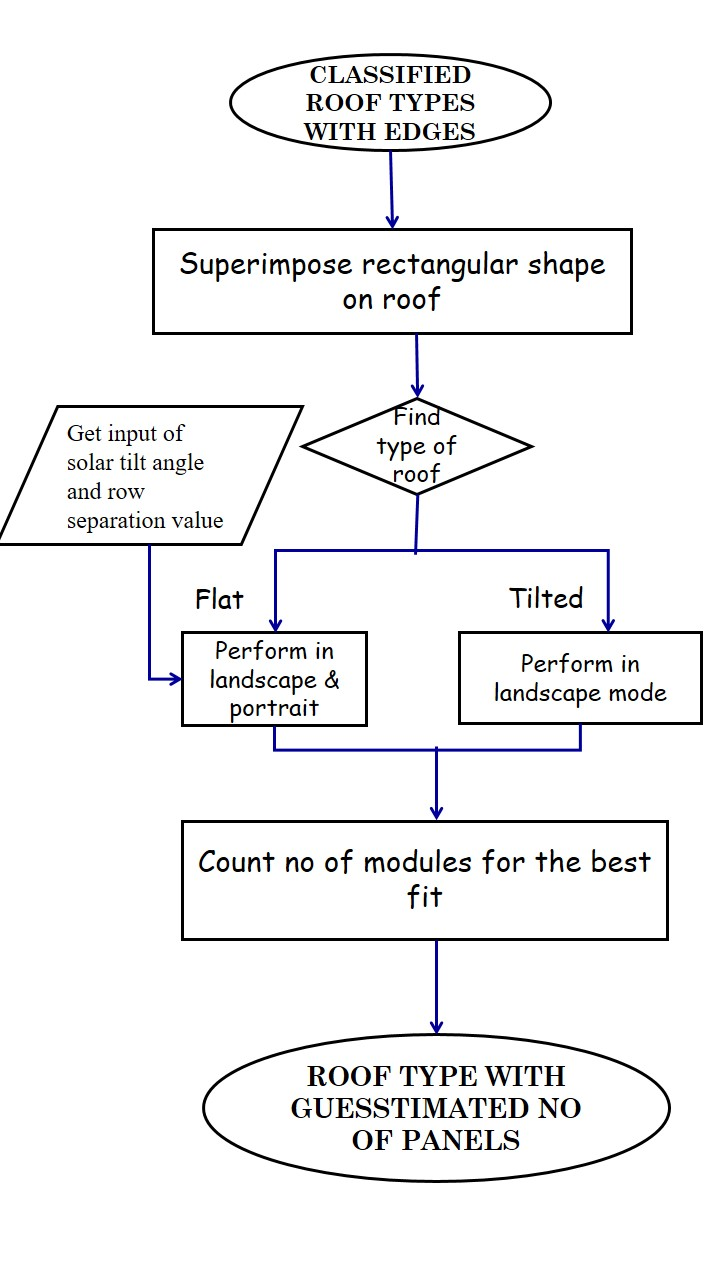 CLASSIFIED
ROOF TYPES
WITH EDGES
Superimpose rectangular shape
on roof
Find
type of
roof
Get input of
solar tilt angle
and row
separation value
Flat
Tilted
Perform in
landscape &
portrait
Perform in
landscape mode
Count no of modules for the best
fit
ROOF TYPE WITH
GUESSTIMATED NO
OF PANELS